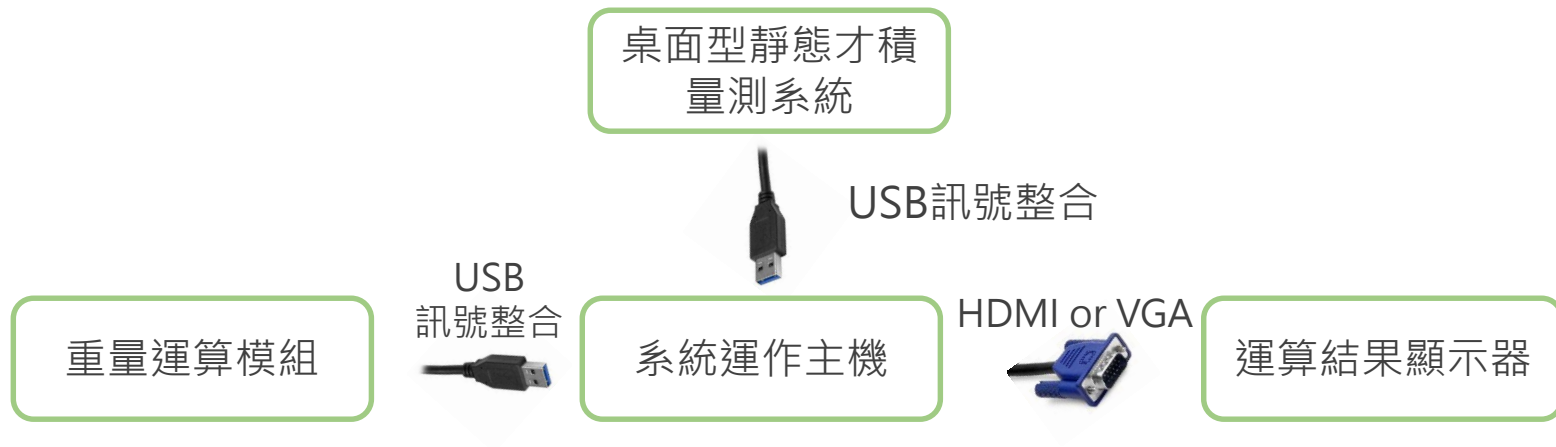 桌面型靜態才積
量測系統
USB訊號整合
USB
訊號整合
HDMI or VGA
重量運算模組
系統運作主機
運算結果顯示器